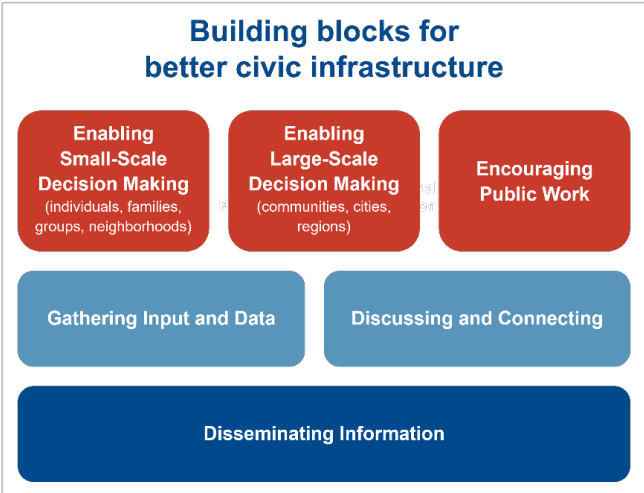 Building blocks for
better civic infrastructure
Enabling
Small-Scale
Decision Making
(individuals, families,
groups, neighborhoods)
Enabling
Large-Scale
Decision Making
(communities, cities,
regions)
Encouraging
Public Work
Gathering Input and Data
Discussing and Connecting
Disseminating Information